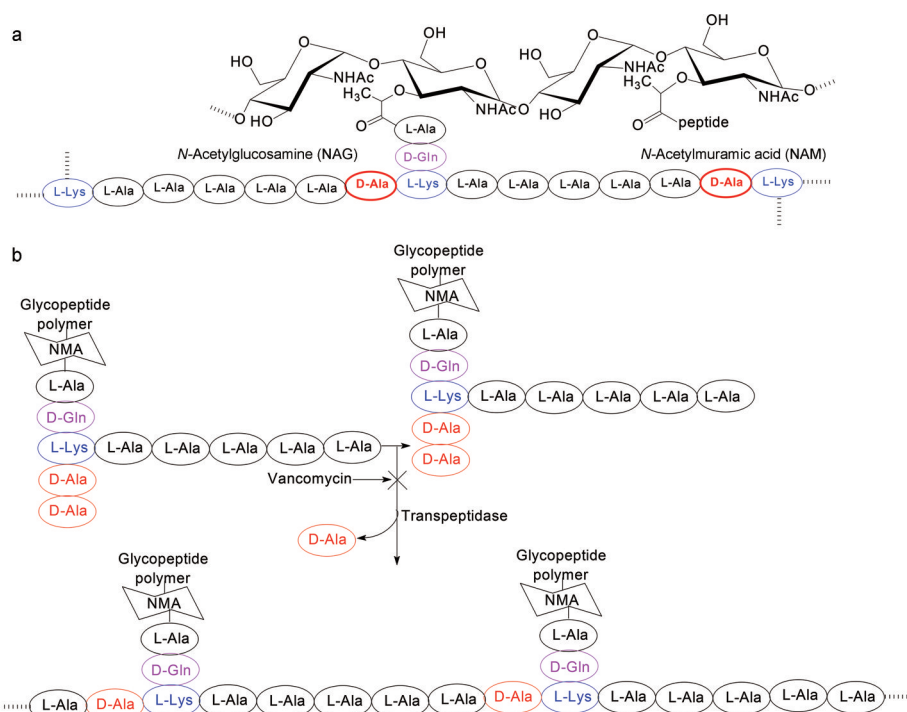 a
HO OH HO OH
O O O O O
HO NHAc O HO NHAc O
O HO H3C O NHAc O HO H3C O NHAc O
O L-Ala O peptide
N-Acetylglucosamine (NAG) D-Gln N-Acetylmuramic acid (NAM)
L-Lys L-Ala L-Ala L-Ala L-Ala L-Ala D-Ala L-Lys L-Ala L-Ala L-Ala L-Ala L-Ala D-Ala L-Lys
b
Glycopeptide
polymer
NMA
L-Ala
D-Gln
L-Lys L-Ala L-Ala L-Ala L-Ala L-Ala
D-Ala
D-Ala
Glycopeptide
polymer
NMA
L-Ala
D-Gln
L-Lys L-Ala L-Ala L-Ala L-Ala L-Ala
D-Ala
D-Ala
Vancomycin
Transpeptidase
D-Ala
Glycopeptide
polymer
NMA
L-Ala
D-Gln
Glycopeptide
polymer
NMA
L-Ala
D-Gln
L-Ala D-Ala L-Lys L-Ala L-Ala L-Ala L-Ala L-Ala D-Ala L-Lys L-Ala L-Ala L-Ala L-Ala L-Ala